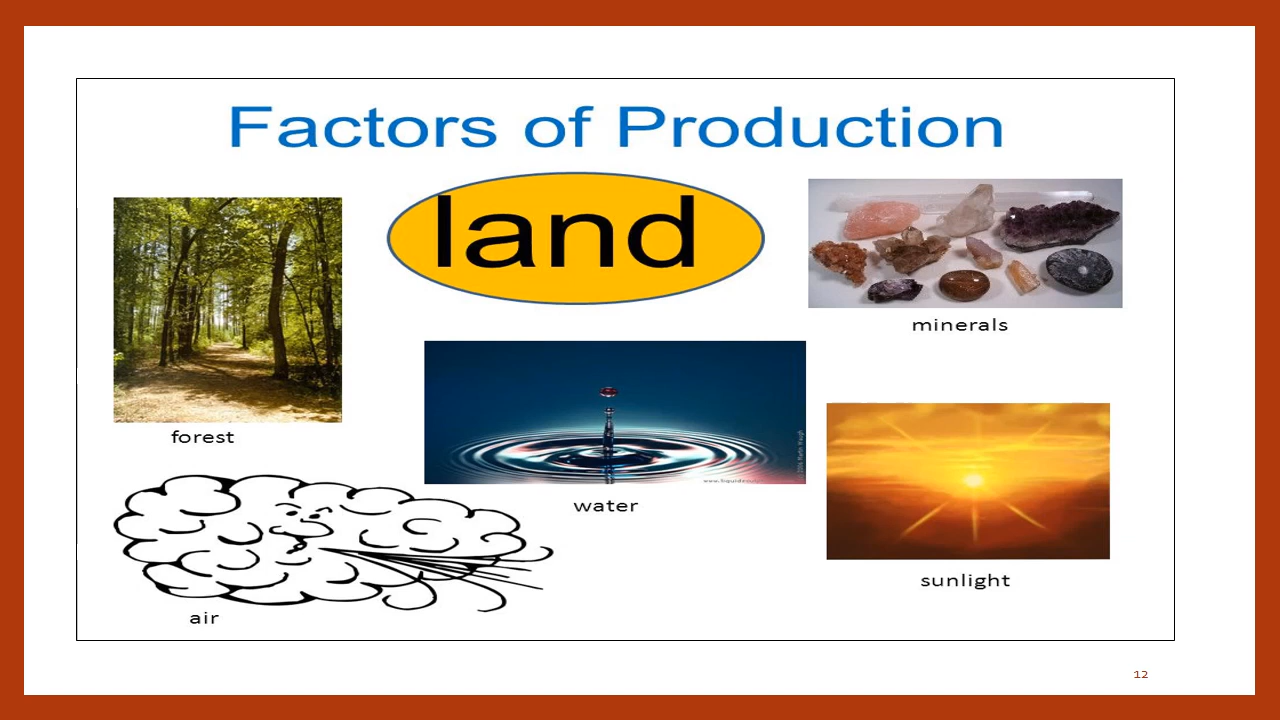 Factors of Production
land
minerals
forest
water
sunlight
air
12